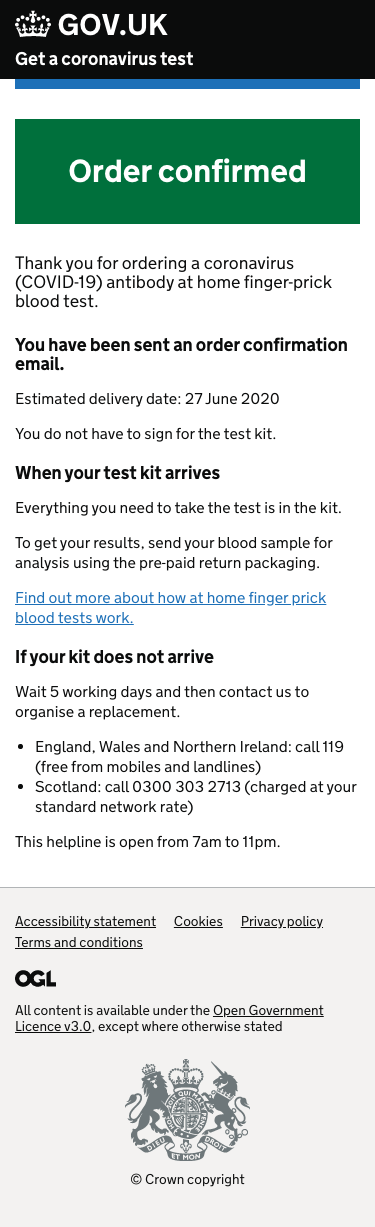 GOV.UK
Get a coronavirus test
Order confirmed
Thank you for ordering a coronavirus
(COVID-19) antibody at home finger-prick
blood test.
You have been sent an order confirmation
email.
Estimated delivery date: 27 June 2020
You do not have to sign for the test kit.
When your test kit arrives
Everything you need to take the test is in the kit.
To get your results, send your blood sample for
analysis using the pre-paid return packaging.
Find out more about how at home finger prick
blood tests work.
If your kit does not arrive
Wait 5 working days and then contact us to
organise a replacement.
• England, Wales and Northern Ireland: call 119
(free from mobiles and landlines)
• Scotland: call 0300 303 2713 (charged at your
standard network rate)
This helpline is open from 7am to 11pm.
Accessibility statement Cookies Privacy policy
Terms and conditions
OGL
All content is available under the Open Government
Licence v3.0, except where otherwise stated
DIEU ET MON DROIT
© Crown copyright